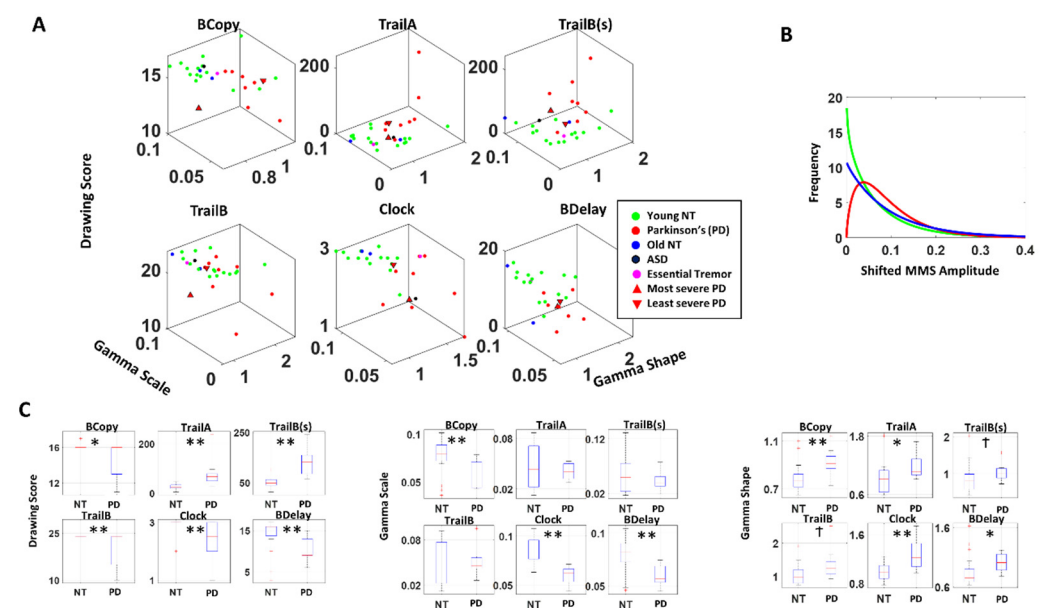 A
BCopy
TrailA
TrailB(s)
B
15
10
0.1
0.05
0.8
1
200
0
0.1
0
1
2
200
0
0.1
0
1
2
Drawing Score
20
15
10
5
0
0
0.1
0.2
0.3
0.4
Frequency
Shifted MMS Amplitude
TrailB
Clock
BDelay
20
10
0.1
0
1
2
3
1
0.1
0.05
1
1.5
20
0
0.1
0.05
1
2
Gamma Scale
Gamma Shape
Young NT
Parkinson's (PD)
Old NT
ASD
Essential Tremor
Most severe PD
Least severe PD
C
Drawing Score
BCopy
*
16
12
NT PD
TrailA
**
200
0
NT PD
TrailB(s)
**
250
50
NT PD
TrailB
**
25
10
NT PD
Clock
**
3
1
NT PD
BDelay
**
15
5
NT PD
Gamma Scale
BCopy
**
0.1
0.05
NT PD
TrailA
0.08
0.02
NT PD
TrailB(s)
0.12
0.02
NT PD
TrailB
0.08
0.02
NT PD
Clock
**
0.1
0.05
NT PD
BDelay
**
0.1
0.05
NT PD
Gamma Shape
BCopy
**
1.1
0.7
NT PD
TrailA
*
1.8
0.6
NT PD
TrailB(s)
†
2
1
NT PD
TrailB
†
2
1
NT PD
Clock
**
1.8
0.8
NT PD
BDelay
*
1.6
0.8
NT PD